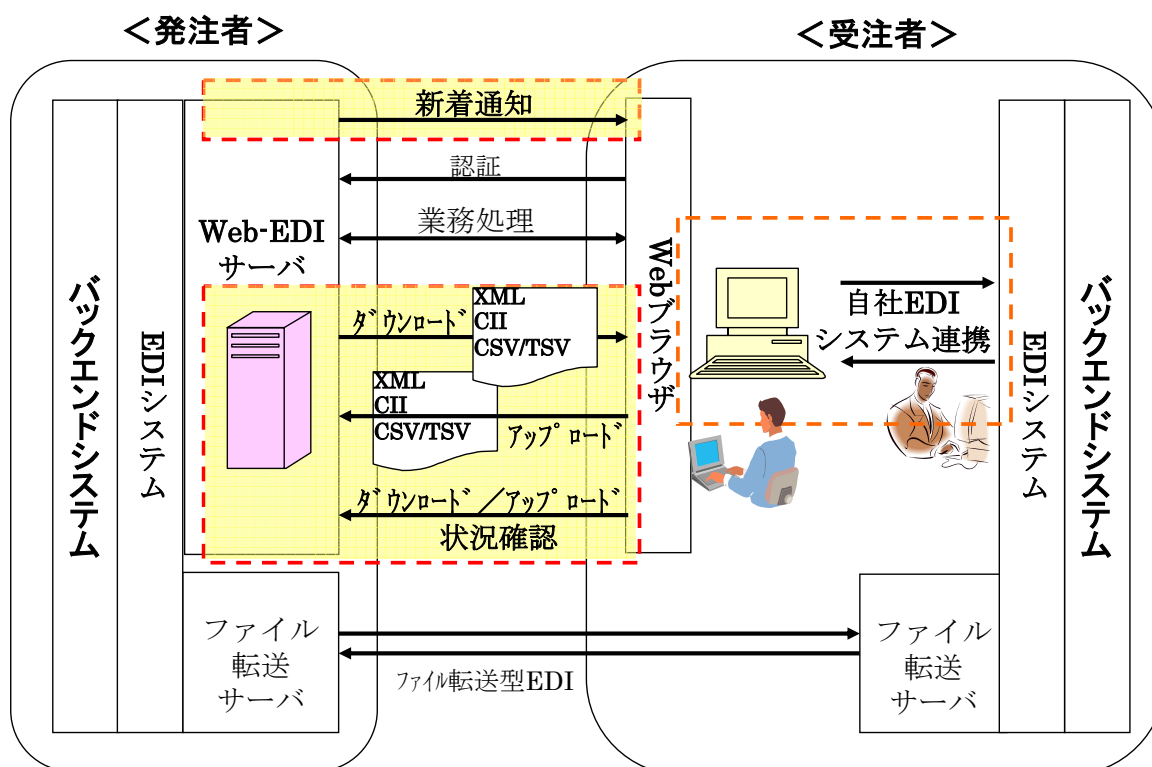 ＜発注者＞
＜受注者＞
新着通知
認証
業務処理
Web-EDI
サーバ
バックエンドシステム
EDIシステム
ﾀﾞｳﾝﾛｰﾄﾞ
XML
CII
CSV/TSV
XML
CII
CSV/TSV
ｱｯﾌﾟﾛｰﾄﾞ
ﾀﾞｳﾝﾛｰﾄﾞ／ｱｯﾌﾟﾛｰﾄﾞ
状況確認
Webブラウザ
自社EDI
システム連携
EDIシステム
バックエンドシステム
ファイル
転送
サーバ
ﾌｧｲﾙ転送型EDI
ファイル
転送
サーバ